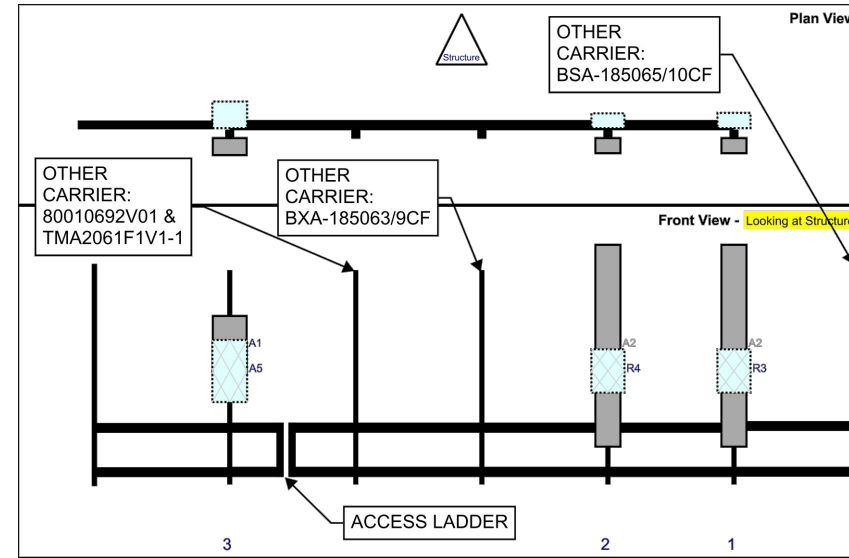 Plan View
Structure
OTHER
CARRIER:
BSA-185065/10CF
OTHER
CARRIER:
80010692V01 &
TMA2061F1V1-1
OTHER
CARRIER:
BXA-185063/9CF
Front View - Looking at Structure
A1
A5
A2
R4
A2
R3
ACCESS LADDER
3
2
1